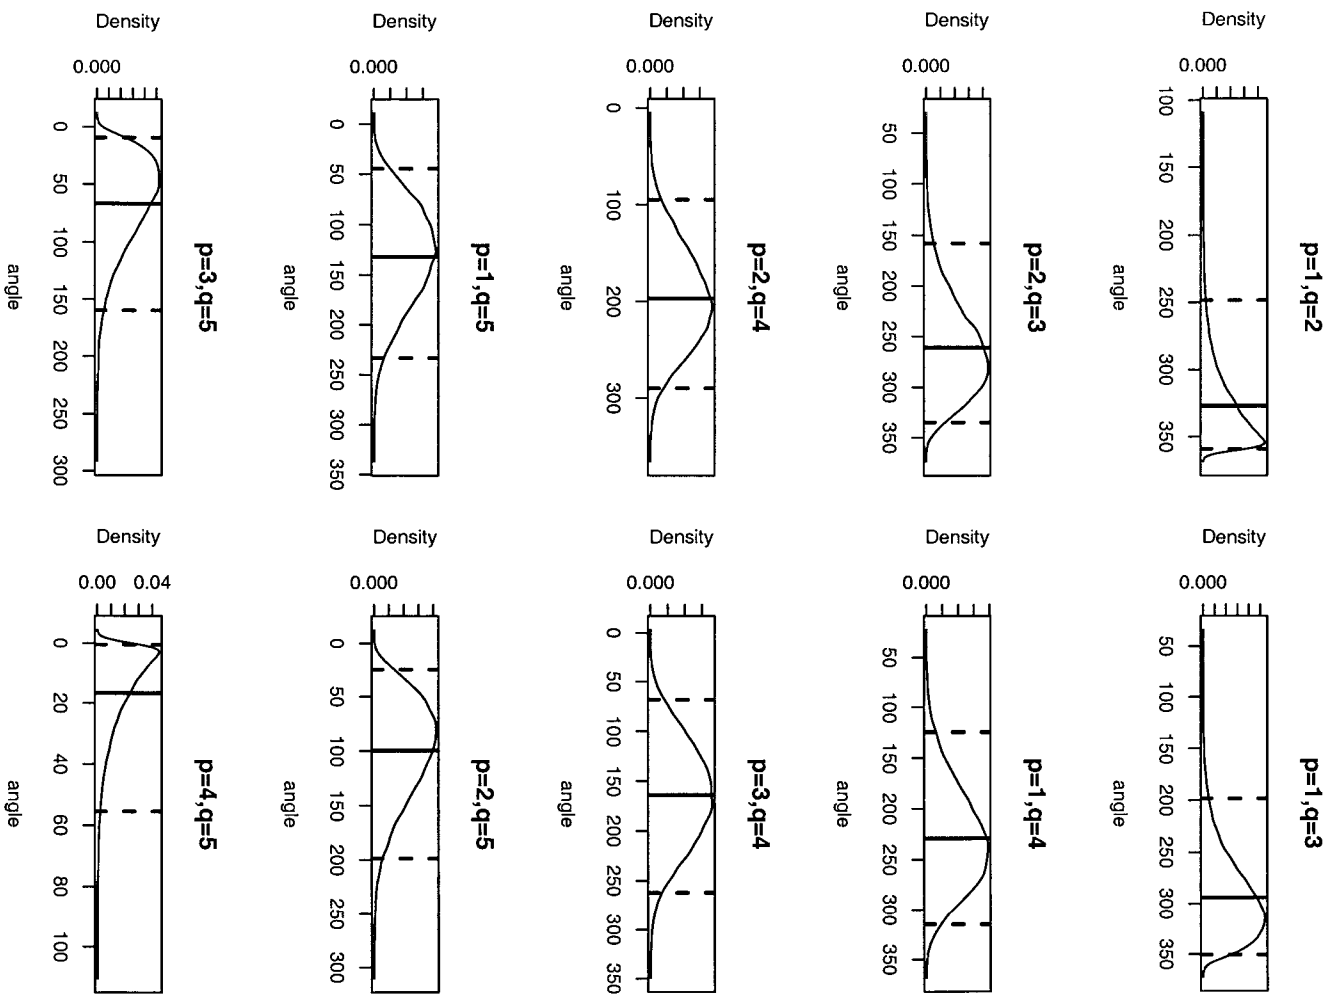 p=1,q=2
Density
0.000
100 150 200 250 300 350
angle
p=1,q=3
Density
0.000
50 100 150 200 250 300 350
angle
p=2,q=3
Density
0.000
50 100 150 200 250 300 350
angle
p=1,q=4
Density
0.000
50 100 150 200 250 300 350
angle
p=2,q=4
Density
0.000
0 100 200 300
angle
p=3,q=4
Density
0.000
0 50 100 150 200 250 300 350
angle
p=1,q=5
Density
0.000
0 50 100 150 200 250 300 350
angle
p=2,q=5
Density
0.000
0 50 100 150 200 250 300
angle
p=3,q=5
Density
0.000
0 50 100 150 200 250 300
angle
p=4,q=5
Density
0.00 0.04
0 20 40 60 80 100
angle